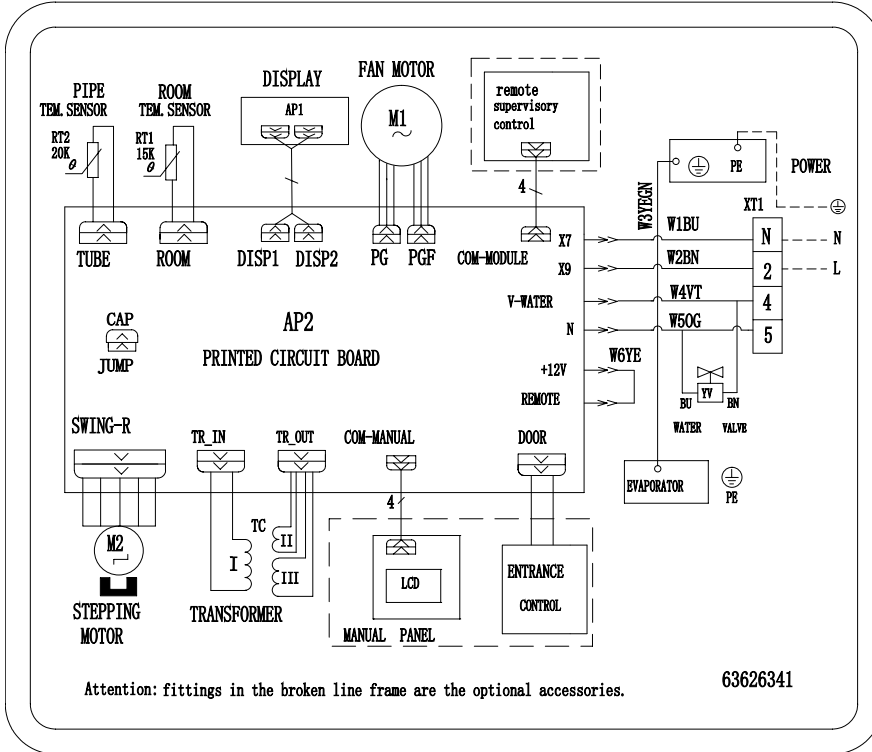 PIPE
TEM. SENSOR
RT2
20K
θ
ROOM
TEM. SENSOR
RT1
15K
θ
DISPLAY
AP1
FAN MOTOR
M1
remote
supervisory
control
4
W3YEGN
PE
POWER
XT1
TUBE
ROOM
DISP1
DISP2
PG
PGF
COM-MODULE
X7
W1BU
N
N
X9
W2BN
2
L
V-WATER
W4VT
4
N
W5OG
5
CAP
JUMP
AP2
PRINTED CIRCUIT BOARD
+12V
W6YE
REMOTE
YV
BU
BN
WATER
VALVE
SWING-R
TR_IN
TR_OUT
COM-MANUAL
DOOR
4
EVAPORATOR
PE
M2
STEPPING
MOTOR
TC
I
II
III
TRANSFORMER
LCD
MANUAL PANEL
ENTRANCE
CONTROL
Attention: fittings in the broken line frame are the optional accessories.
63626341